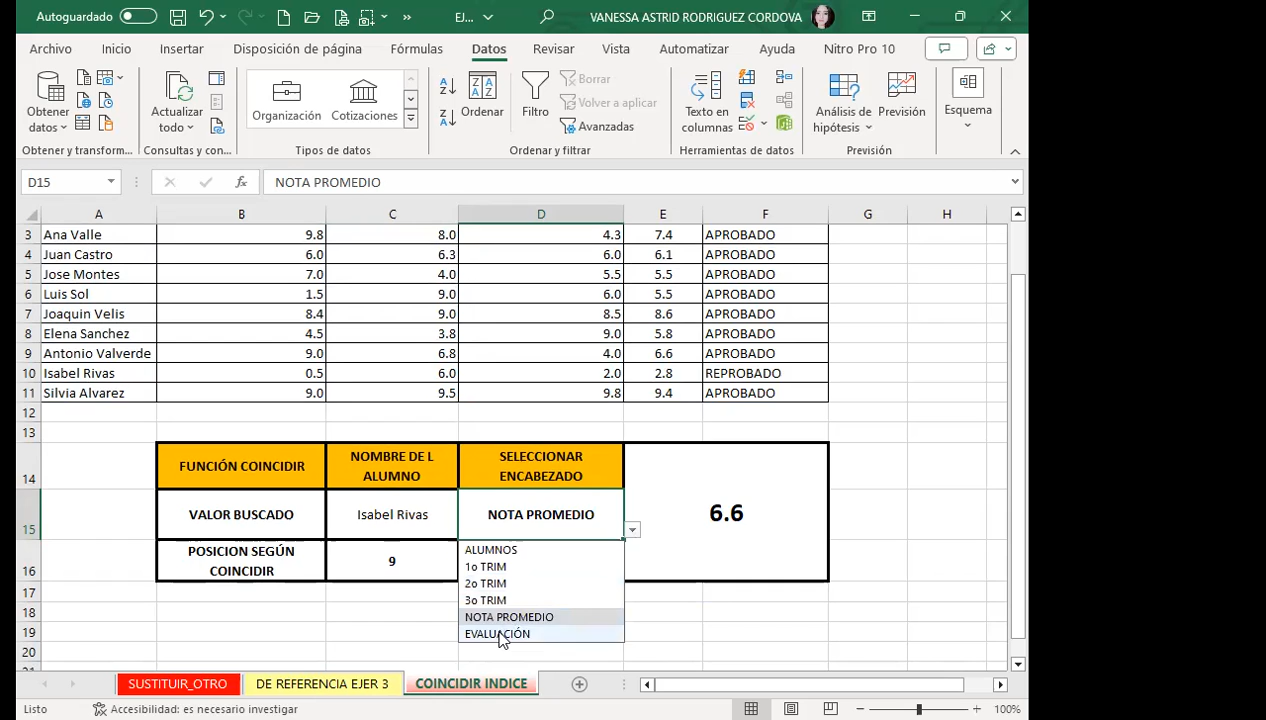 Autoguardado
EJ...
VANESSA ASTRID RODRIGUEZ CORDOVA
Archivo Inicio Insertar Disposición de página Fórmulas Datos Revisar Vista Automatizar Ayuda Nitro Pro 10
Obtener datos
Actualizar todo
Organización Cotizaciones
Ordenar
Filtro
Borrar
Volver a aplicar
Avanzadas
Texto en columnas
Análisis de hipótesis
Previsión
Esquema
Obtener y transform... Consultas y con... Tipos de datos Ordenar y filtrar Herramientas de datos Previsión
D15 fx NOTA PROMEDIO
A B C D E F G H
3 Ana Valle 9.8 8.0 4.3 7.4 APROBADO
4 Juan Castro 6.0 6.3 6.0 6.1 APROBADO
5 Jose Montes 7.0 4.0 5.5 5.5 APROBADO
6 Luis Sol 1.5 9.0 6.0 5.5 APROBADO
7 Joaquin Velis 8.4 9.0 8.5 8.6 APROBADO
8 Elena Sanchez 4.5 3.8 9.0 5.8 APROBADO
9 Antonio Valverde 9.0 6.8 4.0 6.6 APROBADO
10 Isabel Rivas 0.5 6.0 2.0 2.8 REPROBADO
11 Silvia Alvarez 9.0 9.5 9.8 9.4 APROBADO
12
13
14 FUNCIÓN COINCIDIR NOMBRE DE L ALUMNO SELECCIONAR ENCABEZADO
15 VALOR BUSCADO Isabel Rivas NOTA PROMEDIO 6.6
16 POSICION SEGÚN COINCIDIR 9
ALUMNOS
1o TRIM
2o TRIM
3o TRIM
NOTA PROMEDIO
EVALUACIÓN
17
18
19
20
21
SUSTITUIR_OTRO DE REFERENCIA EJER 3 COINCIDIR INDICE
Listo Accesibilidad: es necesario investigar 100%